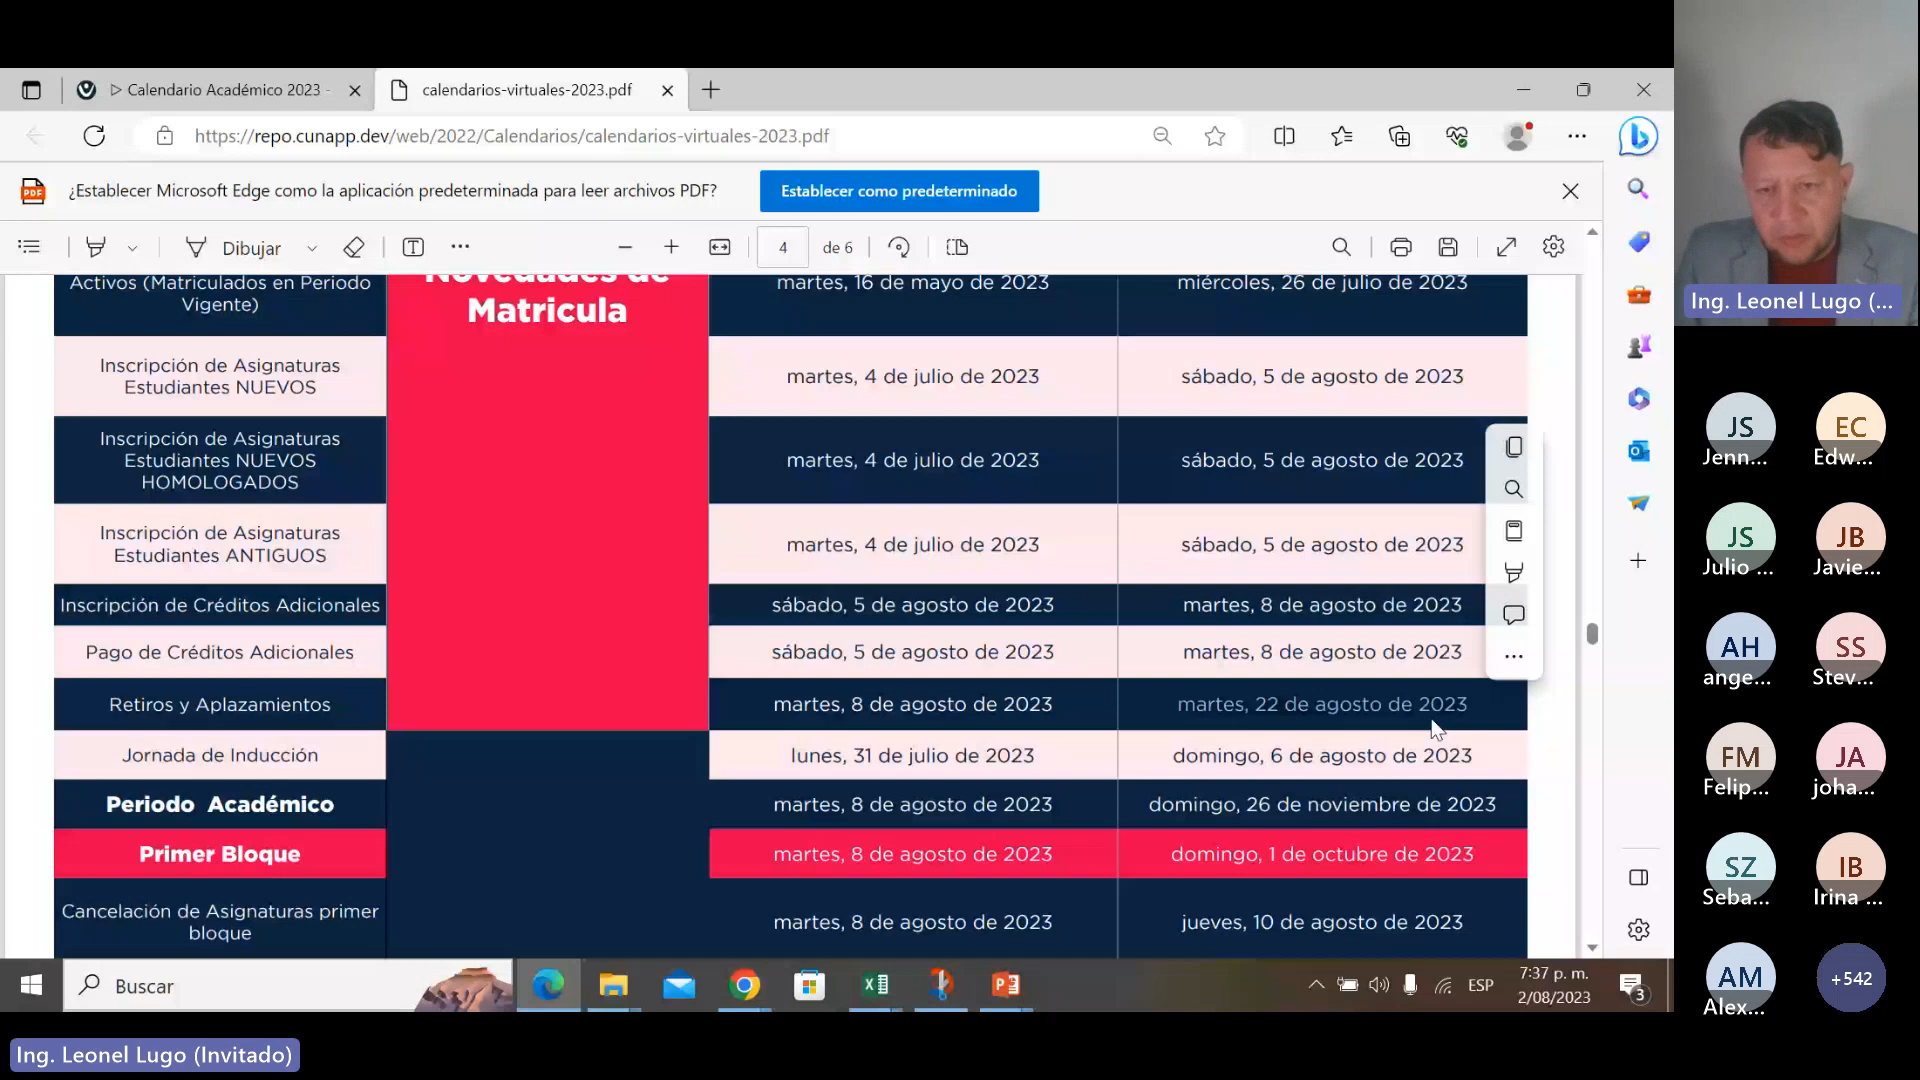 ▷ Calendario Académico 2023 -
calendarios-virtuales-2023.pdf
https://repo.cunapp.dev/web/2022/Calendarios/calendarios-virtuales-2023.pdf
PDF
¿Establecer Microsoft Edge como la aplicación predeterminada para leer archivos PDF?
Establecer como predeterminado
Dibujar
4
de 6
Activos (Matriculados en Periodo
Vigente)
Novedades de
Matricula
martes, 16 de mayo de 2023
miércoles, 26 de julio de 2023
Inscripción de Asignaturas
Estudiantes NUEVOS
martes, 4 de julio de 2023
sábado, 5 de agosto de 2023
Inscripción de Asignaturas
Estudiantes NUEVOS
HOMOLOGADOS
martes, 4 de julio de 2023
sábado, 5 de agosto de 2023
Inscripción de Asignaturas
Estudiantes ANTIGUOS
martes, 4 de julio de 2023
sábado, 5 de agosto de 2023
Inscripción de Créditos Adicionales
sábado, 5 de agosto de 2023
martes, 8 de agosto de 2023
Pago de Créditos Adicionales
sábado, 5 de agosto de 2023
martes, 8 de agosto de 2023
Retiros y Aplazamientos
martes, 8 de agosto de 2023
martes, 22 de agosto de 2023
Jornada de Inducción
lunes, 31 de julio de 2023
domingo, 6 de agosto de 2023
Periodo Académico
martes, 8 de agosto de 2023
domingo, 26 de noviembre de 2023
Primer Bloque
martes, 8 de agosto de 2023
domingo, 1 de octubre de 2023
Cancelación de Asignaturas primer
bloque
martes, 8 de agosto de 2023
jueves, 10 de agosto de 2023
Buscar
ESP
7:37 p. m.
2/08/2023
3
Ing. Leonel Lugo (Invitado)
Ing. Leonel Lugo (...
JS
Jenn...
EC
Edw...
JS
Julio ...
JB
Javie...
AH
ange...
SS
Stev...
FM
Felip...
JA
joha...
SZ
Seba...
IB
Irina ...
AM
Alex...
+542